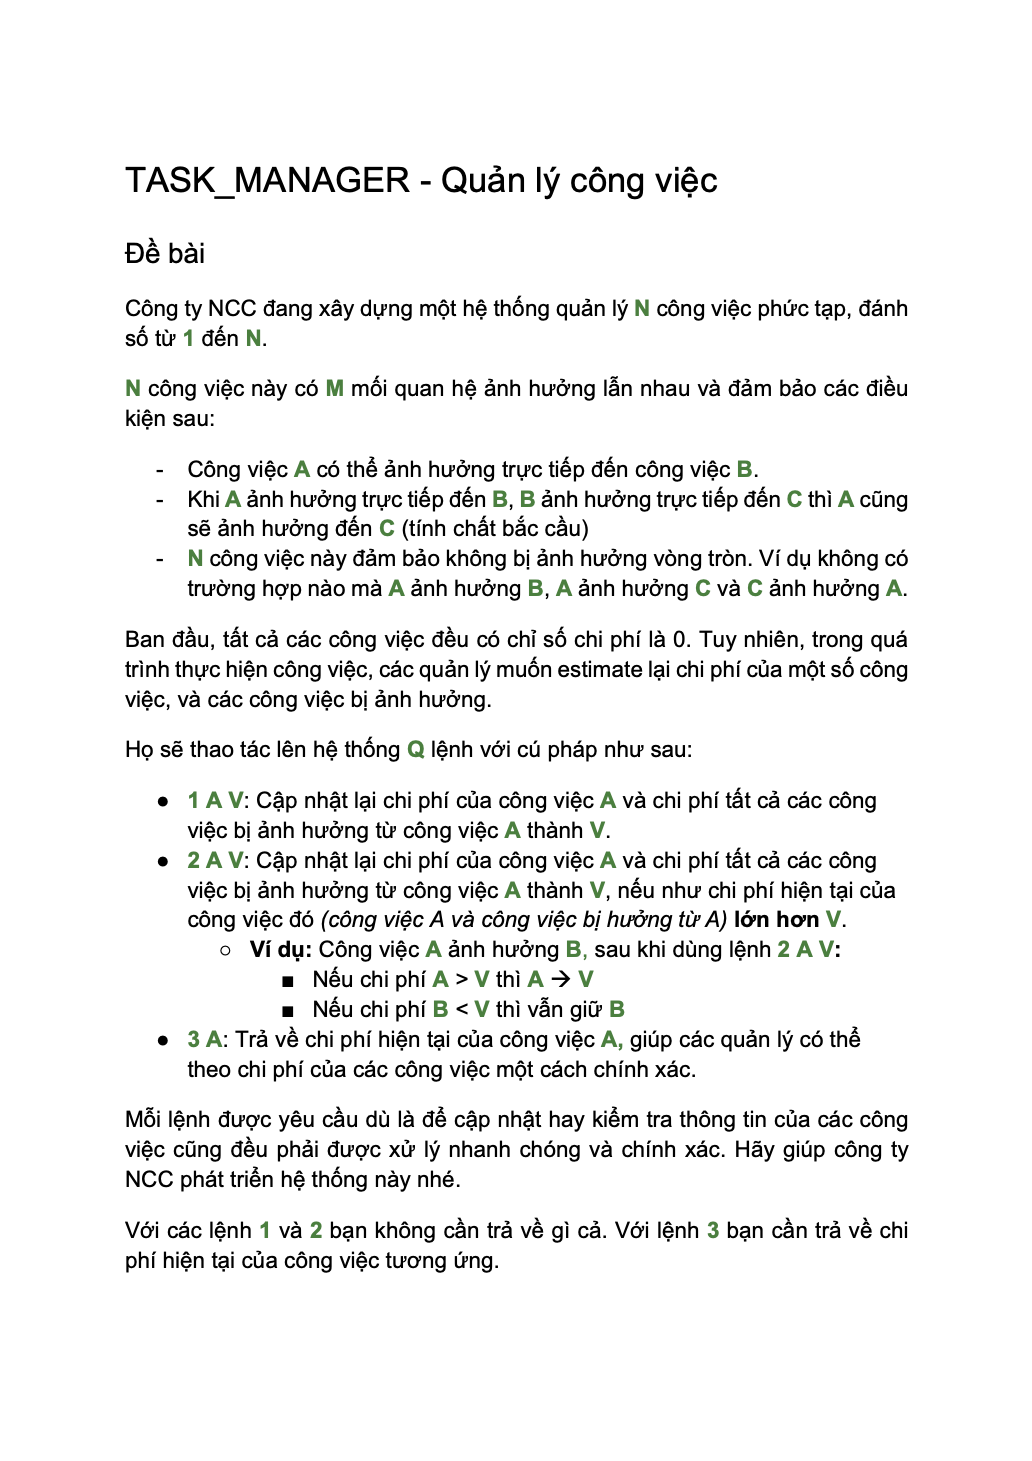 TASK_MANAGER - Quản lý công việc
Đề bài
Công ty NCC đang xây dựng một hệ thống quản lý N công việc phức tạp, đánh
số từ 1 đến N.
N công việc này có M mối quan hệ ảnh hưởng lẫn nhau và đảm bảo các điều
kiện sau:
- Công việc A có thể ảnh hưởng trực tiếp đến công việc B.
- Khi A ảnh hưởng trực tiếp đến B, B ảnh hưởng trực tiếp đến C thì A cũng
sẽ ảnh hưởng đến C (tính chất bắc cầu)
- N công việc này đảm bảo không bị ảnh hưởng vòng tròn. Ví dụ không có
trường hợp nào mà A ảnh hưởng B, A ảnh hưởng C và C ảnh hưởng A.
Ban đầu, tất cả các công việc đều có chỉ số chi phí là 0. Tuy nhiên, trong quá
trình thực hiện công việc, các quản lý muốn estimate lại chi phí của một số công
việc, và các công việc bị ảnh hưởng.
Họ sẽ thao tác lên hệ thống Q lệnh với cú pháp như sau:
● 1 A V: Cập nhật lại chi phí của công việc A và chi phí tất cả các công
việc bị ảnh hưởng từ công việc A thành V.
● 2 A V: Cập nhật lại chi phí của công việc A và chi phí tất cả các công
việc bị ảnh hưởng từ công việc A thành V, nếu như chi phí hiện tại của
công việc đó (công việc A và công việc bị hưởng từ A) lớn hơn V.
○ Ví dụ: Công việc A ảnh hưởng B, sau khi dùng lệnh 2 A V:
■ Nếu chi phí A > V thì A → V
■ Nếu chi phí B < V thì vẫn giữ B
● 3 A: Trả về chi phí hiện tại của công việc A, giúp các quản lý có thể
theo chi phí của các công việc một cách chính xác.
Mỗi lệnh được yêu cầu dù là để cập nhật hay kiểm tra thông tin của các công
việc cũng đều phải được xử lý nhanh chóng và chính xác. Hãy giúp công ty
NCC phát triển hệ thống này nhé.
Với các lệnh 1 và 2 bạn không cần trả về gì cả. Với lệnh 3 bạn cần trả về chi
phí hiện tại của công việc tương ứng.